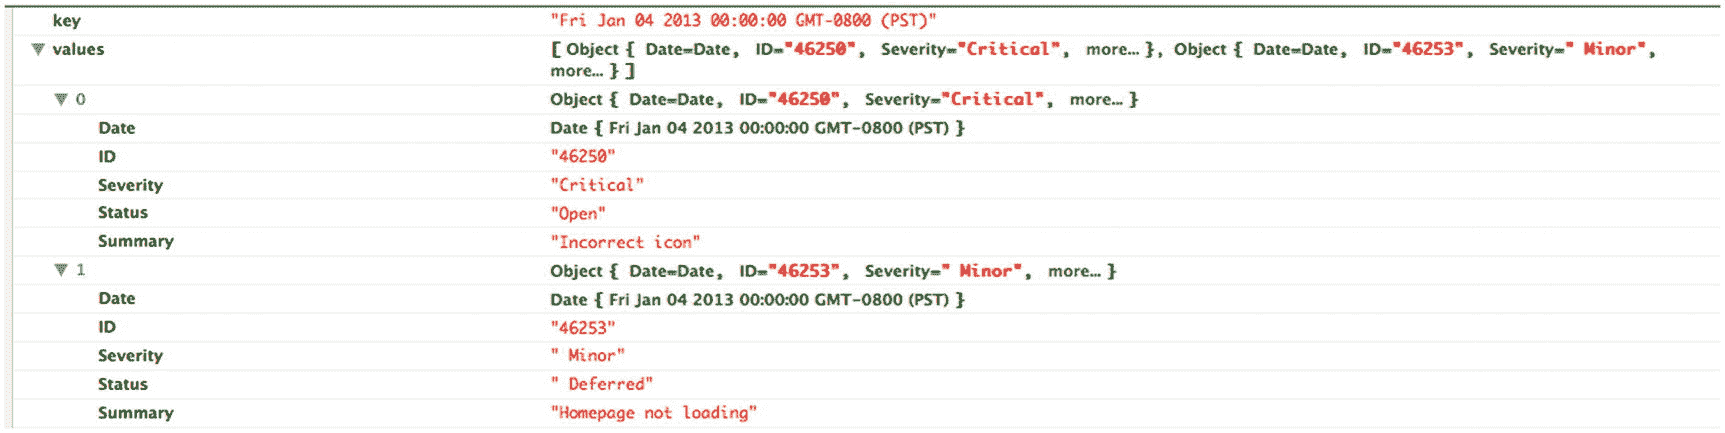 key "Fri Jan 04 2013 00:00:00 GMT-0800 (PST)"
values [ Object { Date=Date, ID="46250", Severity="Critical", more... }, Object { Date=Date, ID="46253", Severity=" Minor",
more... } ]
0 Object { Date=Date, ID="46250", Severity="Critical", more... }
Date Date { Fri Jan 04 2013 00:00:00 GMT-0800 (PST) }
ID "46250"
Severity "Critical"
Status "Open"
Summary "Incorrect icon"
1 Object { Date=Date, ID="46253", Severity=" Minor", more... }
Date Date { Fri Jan 04 2013 00:00:00 GMT-0800 (PST) }
ID "46253"
Severity " Minor"
Status " Deferred"
Summary "Homepage not loading"